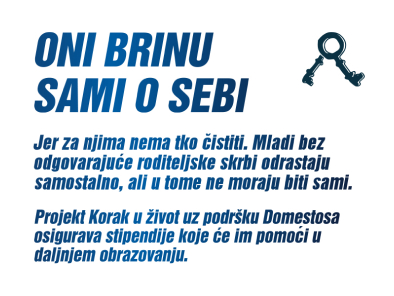 ONI BRINU
SAMI O SEBI
Jer za njima nema tko čistiti. Mladi bez
odgovarajuće roditeljske skrbi odrastaju
samostalno, ali u tome ne moraju biti sami.
Projekt Korak u život uz podršku Domestosa
osigurava stipendije koje će im pomoći u
daljnjem obrazovanju.